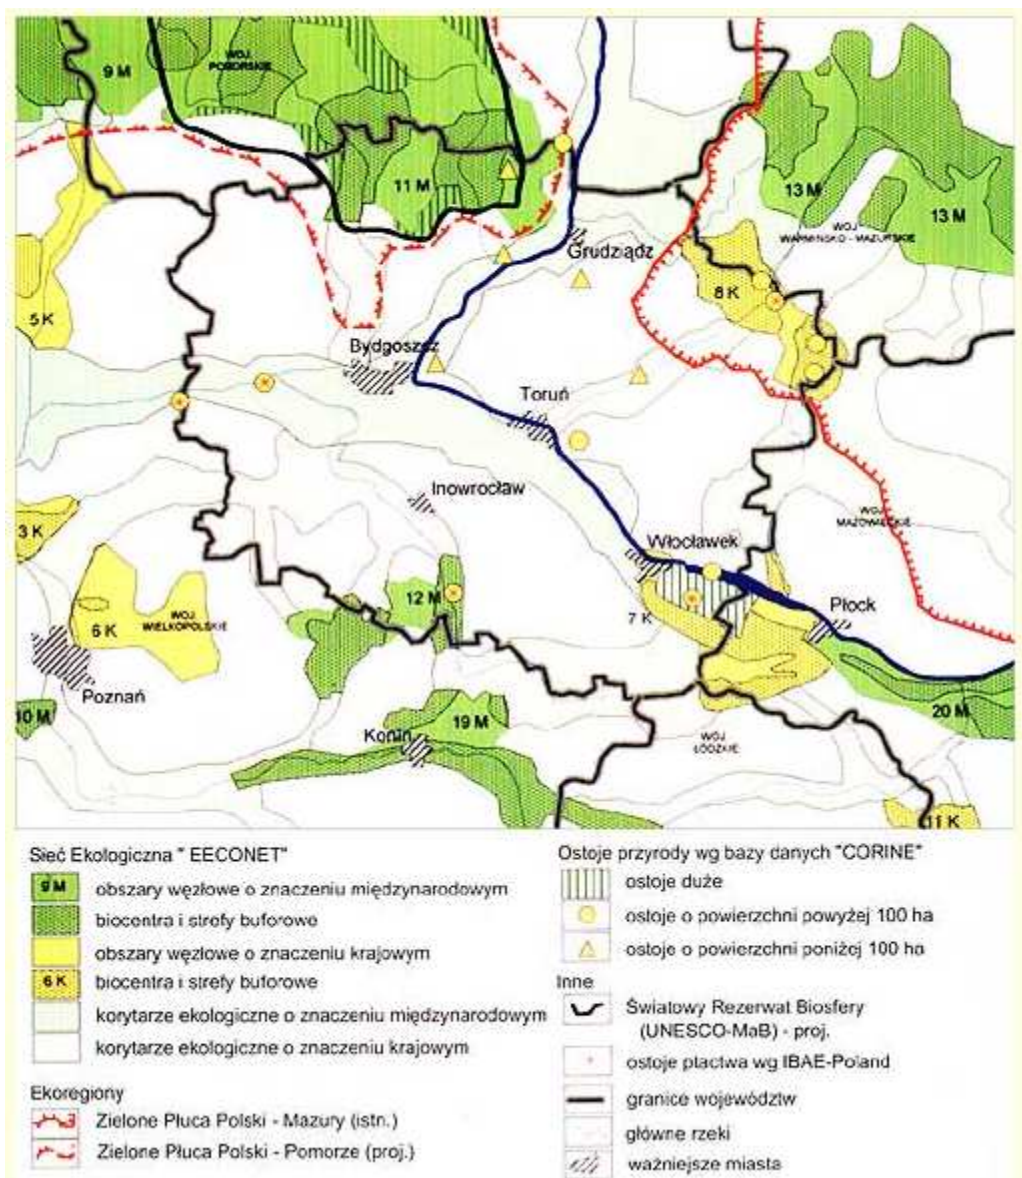 9 M
WOJ.
POMORSKIE
11 M
13 M
13 M
WOJ.
WARMIŃSKO - MAZURSKIE
Grudziądz
8 K
5 K
Bydgoszcz
Toruń
Inowrocław
3 K
WOJ.
MAZOWIECKIE
Włocławek
12 M
7 K
Płock
6 K
WOJ.
WIELKOPOLSKIE
Poznań
10 M
19 M
20 M
Konin
WOJ.
ŁÓDZKIE
11 K
Sieć Ekologiczna " EECONET"
9 M
obszary węzłowe o znaczeniu międzynarodowym
biocentra i strefy buforowe
obszary węzłowe o znaczeniu krajowym
6 K
biocentra i strefy buforowe
korytarze ekologiczne o znaczeniu międzynarodowym
korytarze ekologiczne o znaczeniu krajowym
Ekoregiony
Zielone Płuca Polski - Mazury (istn.)
Zielone Płuca Polski - Pomorze (proj.)
Ostoje przyrody wg bazy danych "CORINE"
ostoje duże
ostoje o powierzchni powyżej 100 ha
ostoje o powierzchni poniżej 100 ha
Inne
Światowy Rezerwat Biosfery
(UNESCO-MaB) - proj.
ostoje ptactwa wg IBAE-Poland
granice województw
główne rzeki
ważniejsze miasta